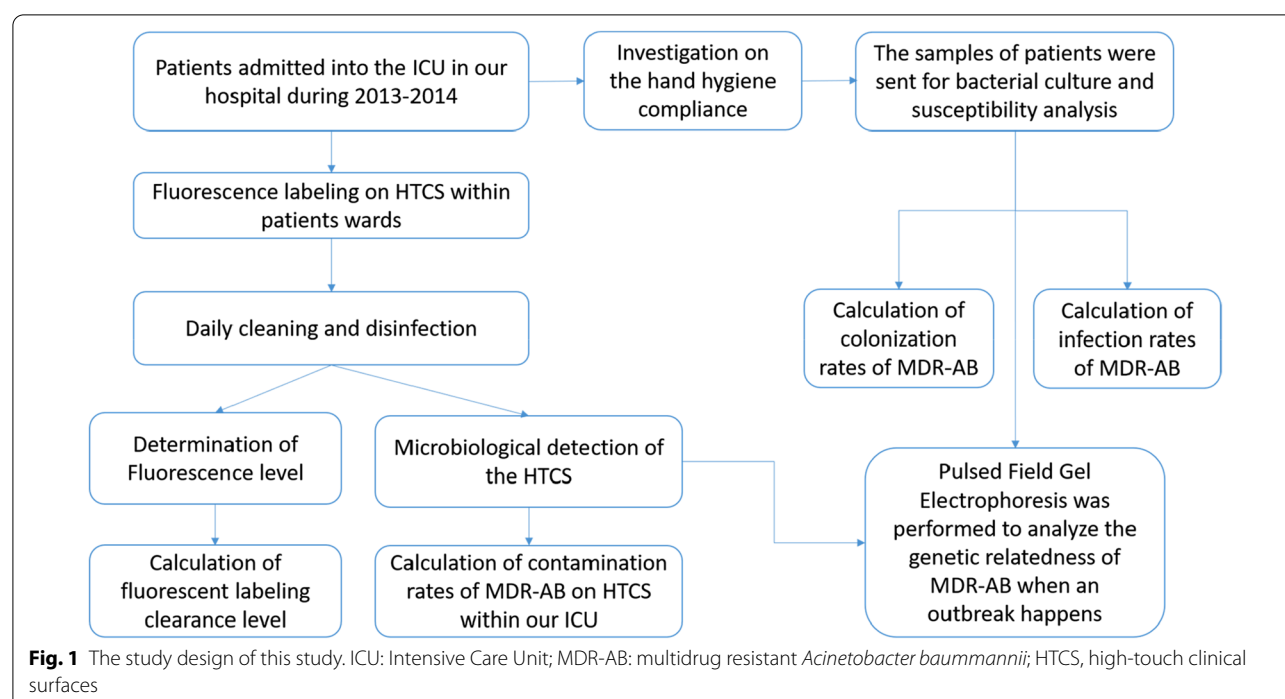 Patients admitted into the ICU in our
hospital during 2013-2014
Investigation on
the hand hygiene
compliance
The samples of patients were
sent for bacterial culture and
susceptibility analysis
Fluorescence labeling on HTCS within
patients wards
Daily cleaning and disinfection
Calculation of
colonization
rates of MDR-AB
Calculation of
infection rates
of MDR-AB
Determination of
Fluorescence level
Microbiological detection of
the HTCS
Calculation of
fluorescent labeling
clearance level
Calculation of contamination
rates of MDR-AB on HTCS
within our ICU
Pulsed Field Gel
Electrophoresis was
performed to analyze the
genetic relatedness of
MDR-AB when an
outbreak happens
Fig. 1 The study design of this study. ICU: Intensive Care Unit; MDR-AB: multidrug resistant Acinetobacter baummannii; HTCS, high-touch clinical
surfaces